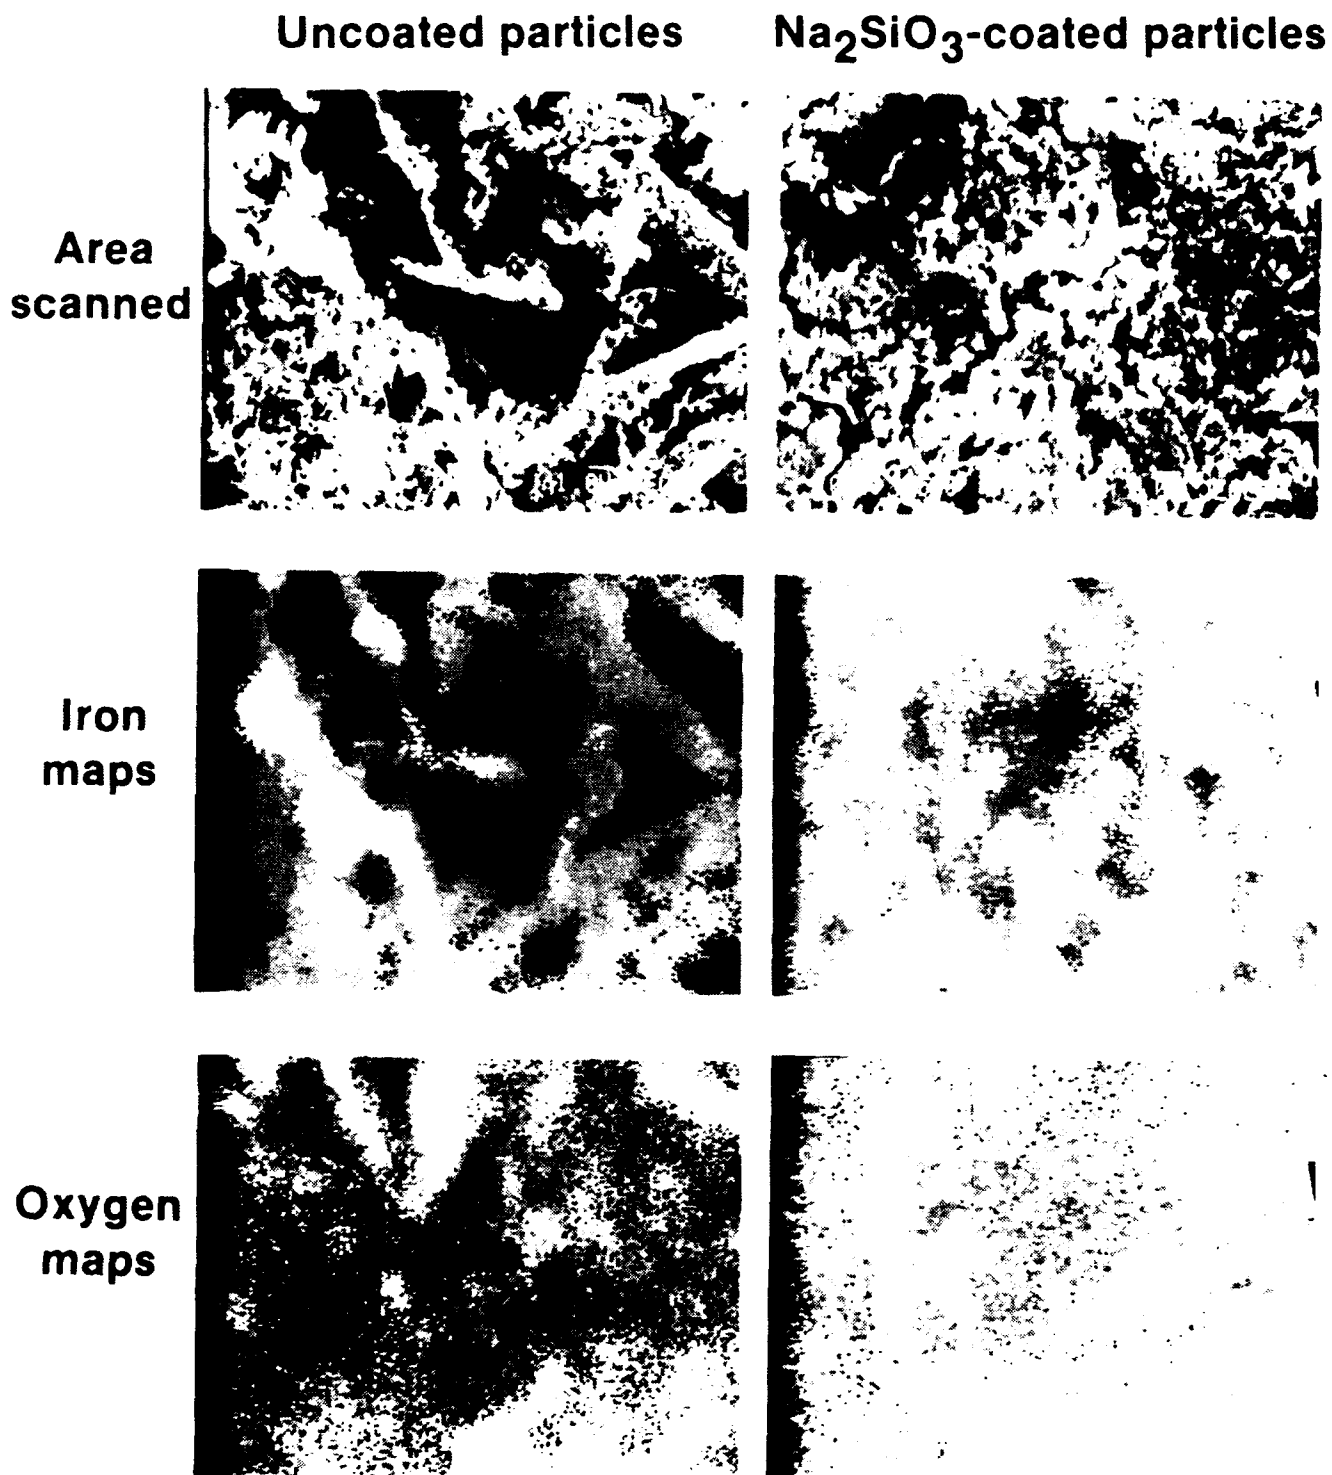 Uncoated particles
Na₂SiO₃-coated particles
Area
scanned
Iron
maps
Oxygen
maps